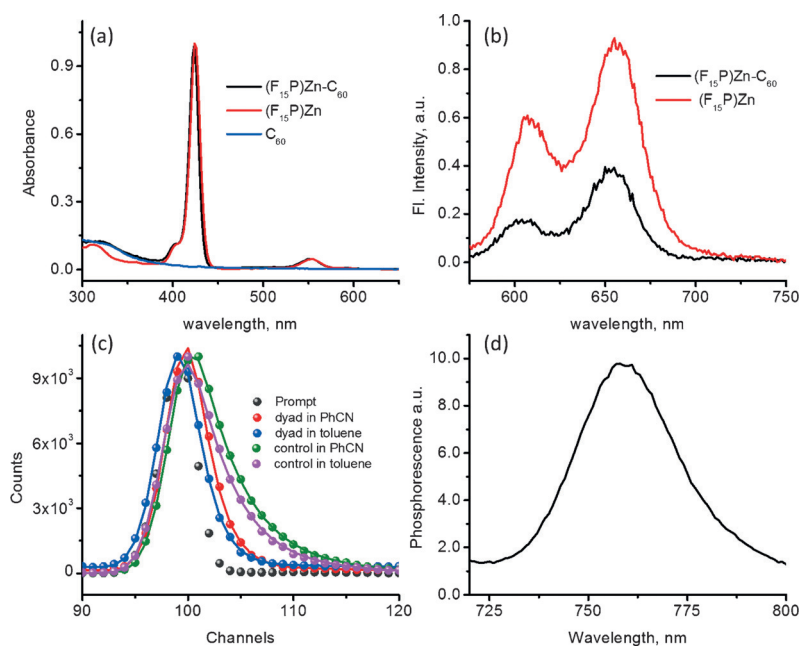 (a)
(F₁₅P)Zn-C₆₀
(F₁₅P)Zn
C₆₀
Absorbance
0.9
0.6
0.3
0.0
300
400
500
600
wavelength, nm
(b)
(F₁₅P)Zn-C₆₀
(F₁₅P)Zn
Fl. Intensity, a.u.
1.0
0.8
0.6
0.4
0.2
0.0
600
650
700
750
wavelength, nm
(c)
Prompt
dyad in PhCN
dyad in toluene
control in PhCN
control in toluene
Counts
9x10³
6x10³
3x10³
0
90
100
110
120
Channels
(d)
Phosphorescence a.u.
10.0
8.0
6.0
4.0
2.0
1.0
725
750
775
800
Wavelength, nm